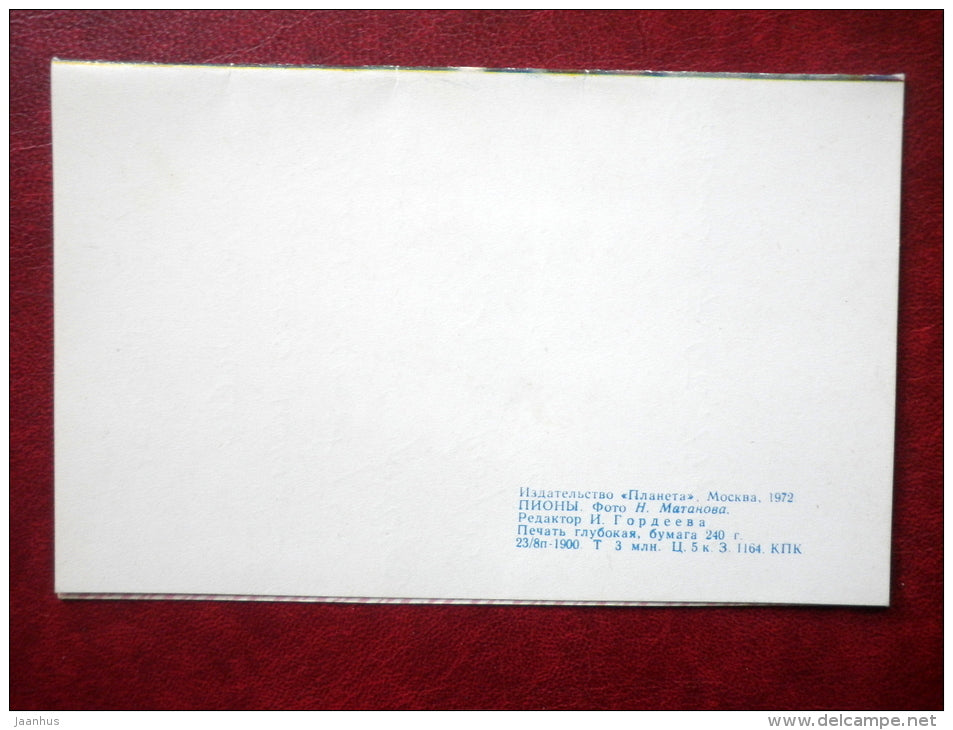 Издательство «Планета», Москва, 1972
ПИОНЫ. Фото Н. Матанова.
Редактор И. Гордеева
Печать глубокая, бумага 240 г.
23/8п-1900. Т 3 млн. Ц. 5 к. З. 1164. КПК
jaanhus
www.delcampe.net